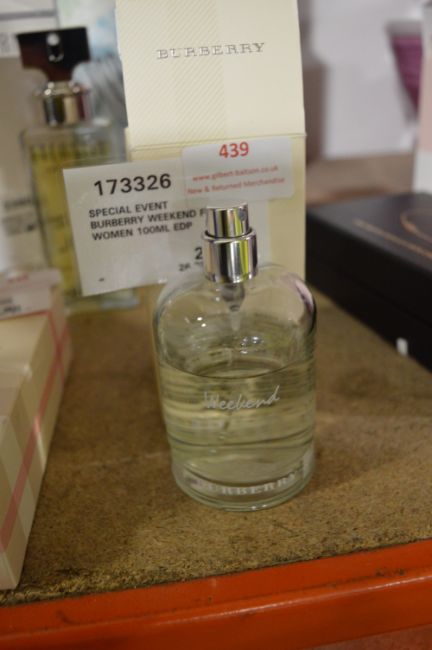 BURBERRY
439
www.gilbert-baitson.co.uk
New & Returned Merchandise
173326
SPECIAL EVENT
BURBERRY WEEKEND
WOMEN 100ML EDP
Weekend
BURBERRY